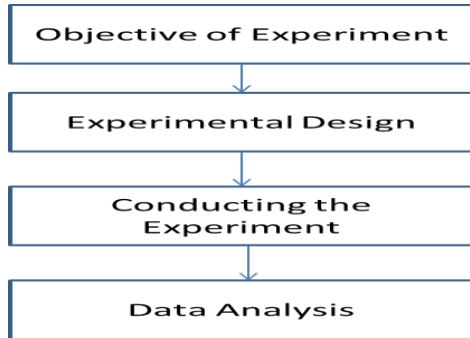 Objective of Experiment
Experimental Design
Conducting the
Experiment
Data Analysis